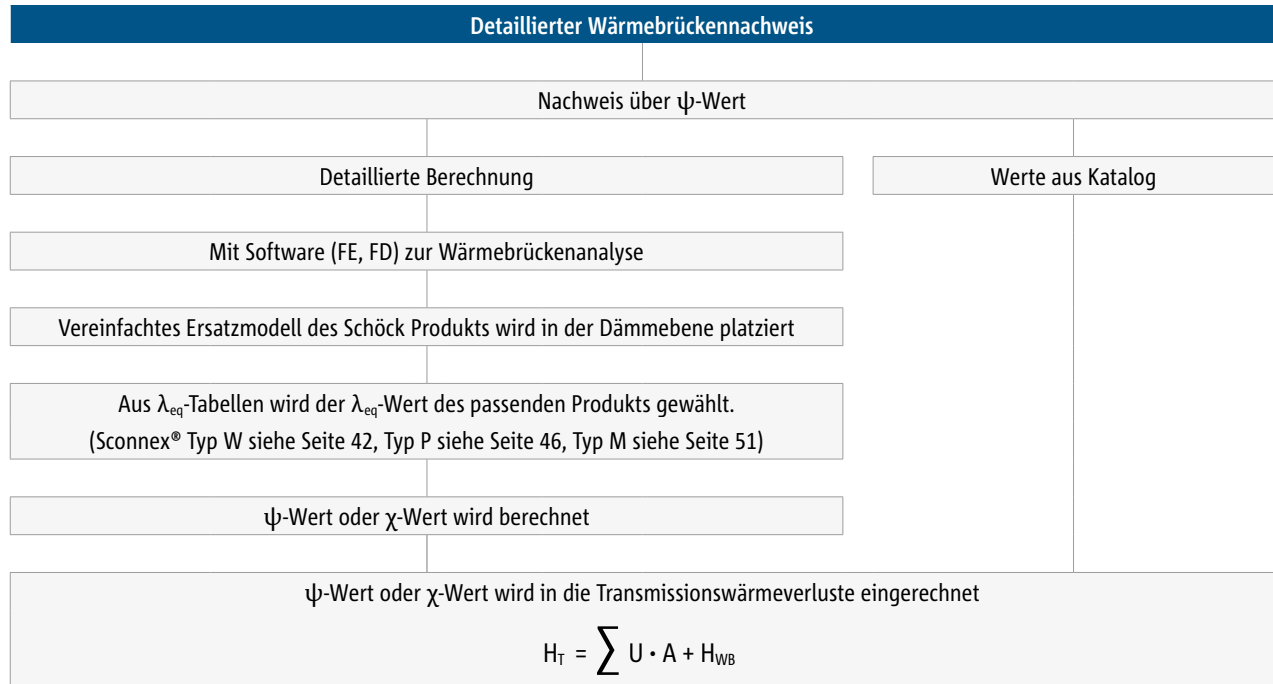 Detaillierter Wärmebrückennachweis
Nachweis über ψ-Wert
Detaillierte Berechnung
Werte aus Katalog
Mit Software (FE, FD) zur Wärmebrückenanalyse
Vereinfachtes Ersatzmodell des Schöck Produkts wird in der Dämmebene platziert
Aus λeq-Tabellen wird der λeq-Wert des passenden Produkts gewählt.
(Sconnex® Typ W siehe Seite 42, Typ P siehe Seite 46, Typ M siehe Seite 51)
ψ-Wert oder χ-Wert wird berechnet
ψ-Wert oder χ-Wert wird in die Transmissionswärmeverluste eingerechnet
HT = ∑ U · A + HWB